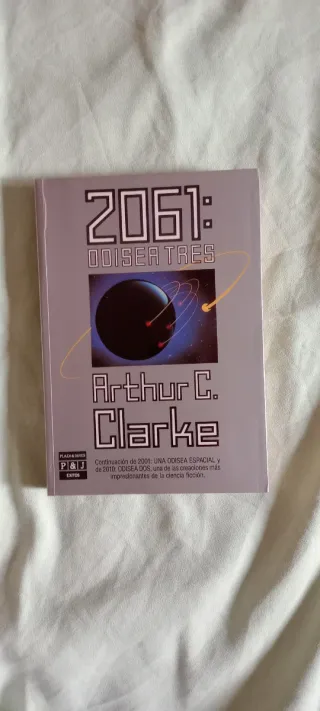 2061:
ODISEA TRES
Arthur C.
Clarke
PLAZA & JANES
P & J
EXITOS
Continuación de 2001: UNA ODISEA ESPACIAL y
de 2010: ODISEA DOS, una de las creaciones más
impresionantes de la ciencia ficción.